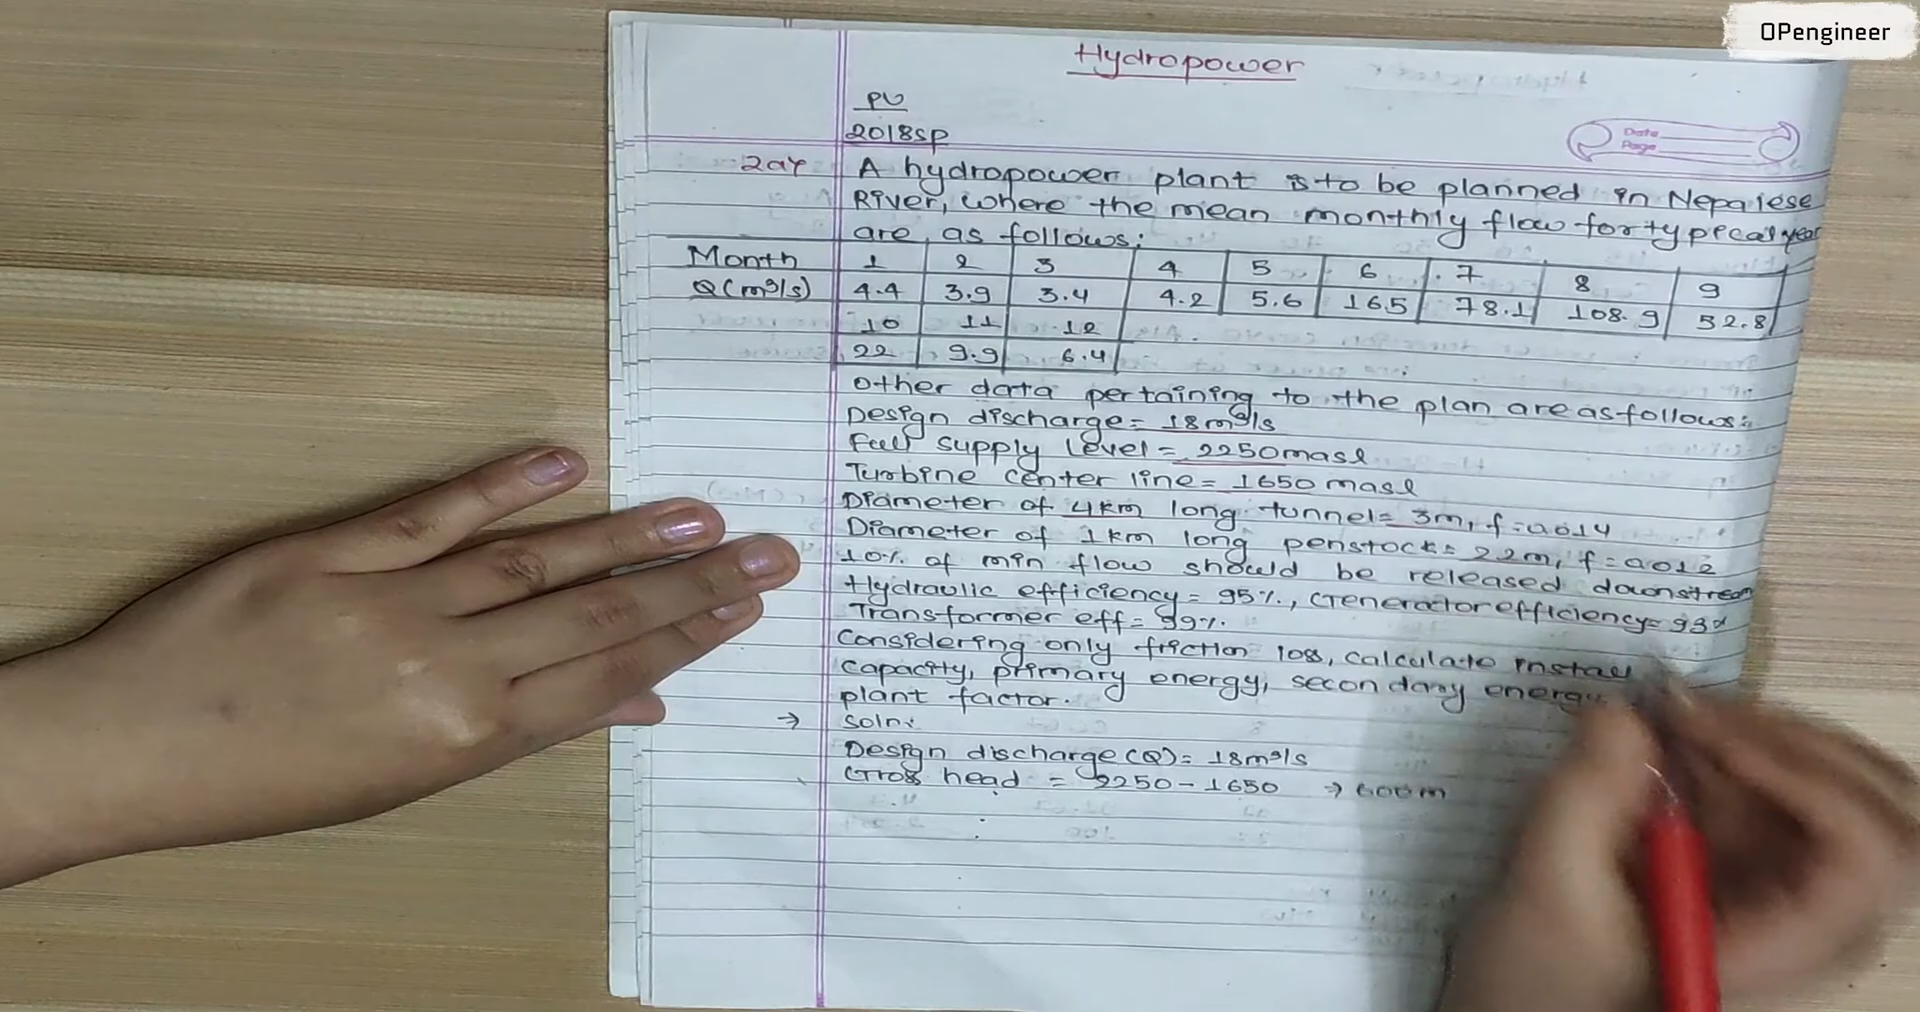 OPengineer
Hydropower
PU
2018sp
Date
Page
2a) A hydropower plant is to be planned in Nepalese
River, where the mean monthly flow for typical year
are as follows:
Month 1 2 3 4 5 6 7 8 9
Q(m³/s) 4.4 3.9 3.4 4.2 5.6 16.5 78.1 108.9 52.8
10 11 12
22 9.9 6.4
Other data pertaining to the plan are as follows:
Design discharge = 18m³/s
Full supply level = 2250masl
Turbine center line = 1650masl
Diameter of 4km long tunnel = 3m, f=0.014
Diameter of 1km long penstock = 2.2m, f=0.012
10% of min flow should be released downstream
Hydraulic efficiency = 95%, Generator efficiency = 93%
Transformer eff = 99%.
Considering only friction loss, calculate install
capacity, primary energy, secondary energy
plant factor.
→ Soln:
Design discharge (Q) = 18m³/s
Gross head = 2250 - 1650 → 600m